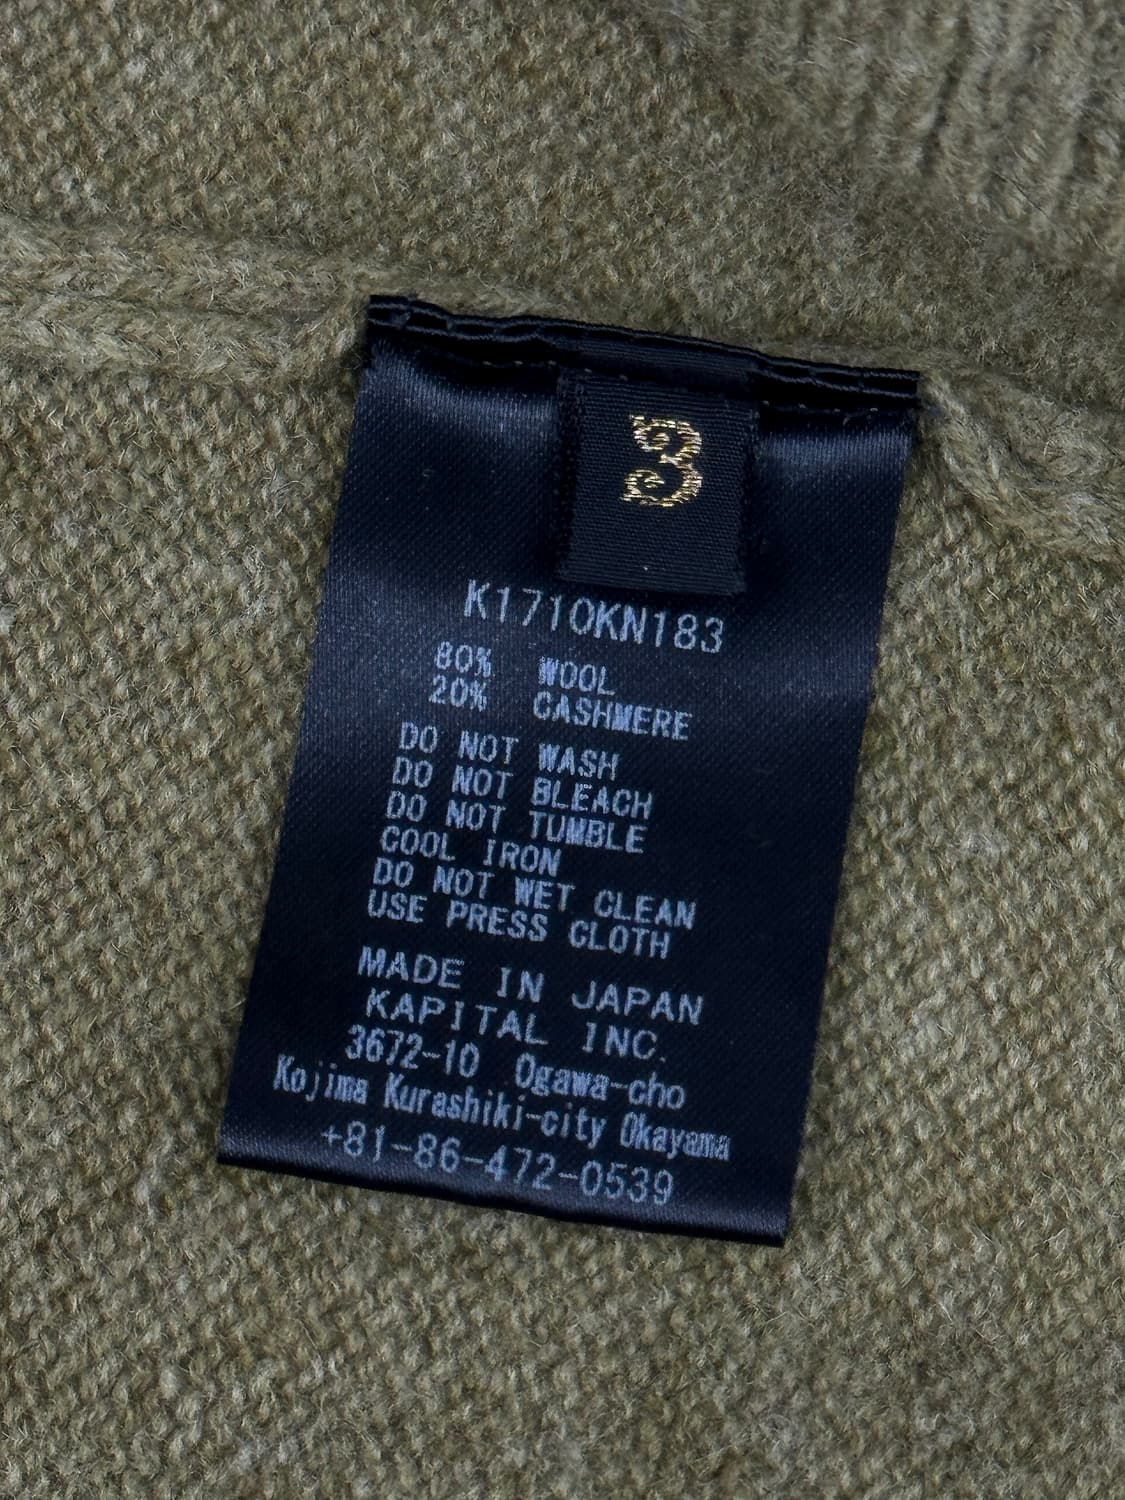 3
K1710KN183
80% WOOL
20% CASHMERE
DO NOT WASH
DO NOT BLEACH
DO NOT TUMBLE
COOL IRON
DO NOT WET CLEAN
USE PRESS CLOTH
MADE IN JAPAN
KAPITAL INC.
3672-10 Ogawa-cho
Kojima Kurashiki-city Okayama
+81-86-472-0539